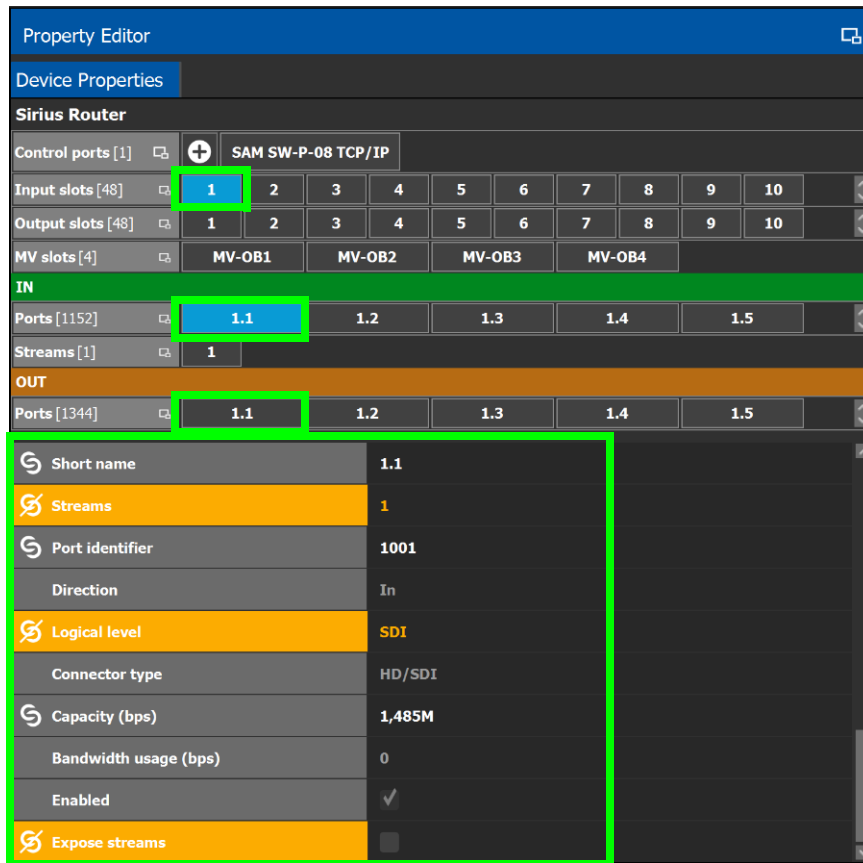 Property Editor
Device Properties
Sirius Router
Control ports [1] SAM SW-P-08 TCP/IP
Input slots [48] 1 2 3 4 5 6 7 8 9 10
Output slots [48] 1 2 3 4 5 6 7 8 9 10
MV slots [4] MV-OB1 MV-OB2 MV-OB3 MV-OB4
IN
Ports [1152] 1.1 1.2 1.3 1.4 1.5
Streams [1] 1
OUT
Ports [1344] 1.1 1.2 1.3 1.4 1.5
Short name 1.1
Streams 1
Port identifier 1001
Direction In
Logical level SDI
Connector type HD/SDI
Capacity (bps) 1,485M
Bandwidth usage (bps) 0
Enabled
Expose streams